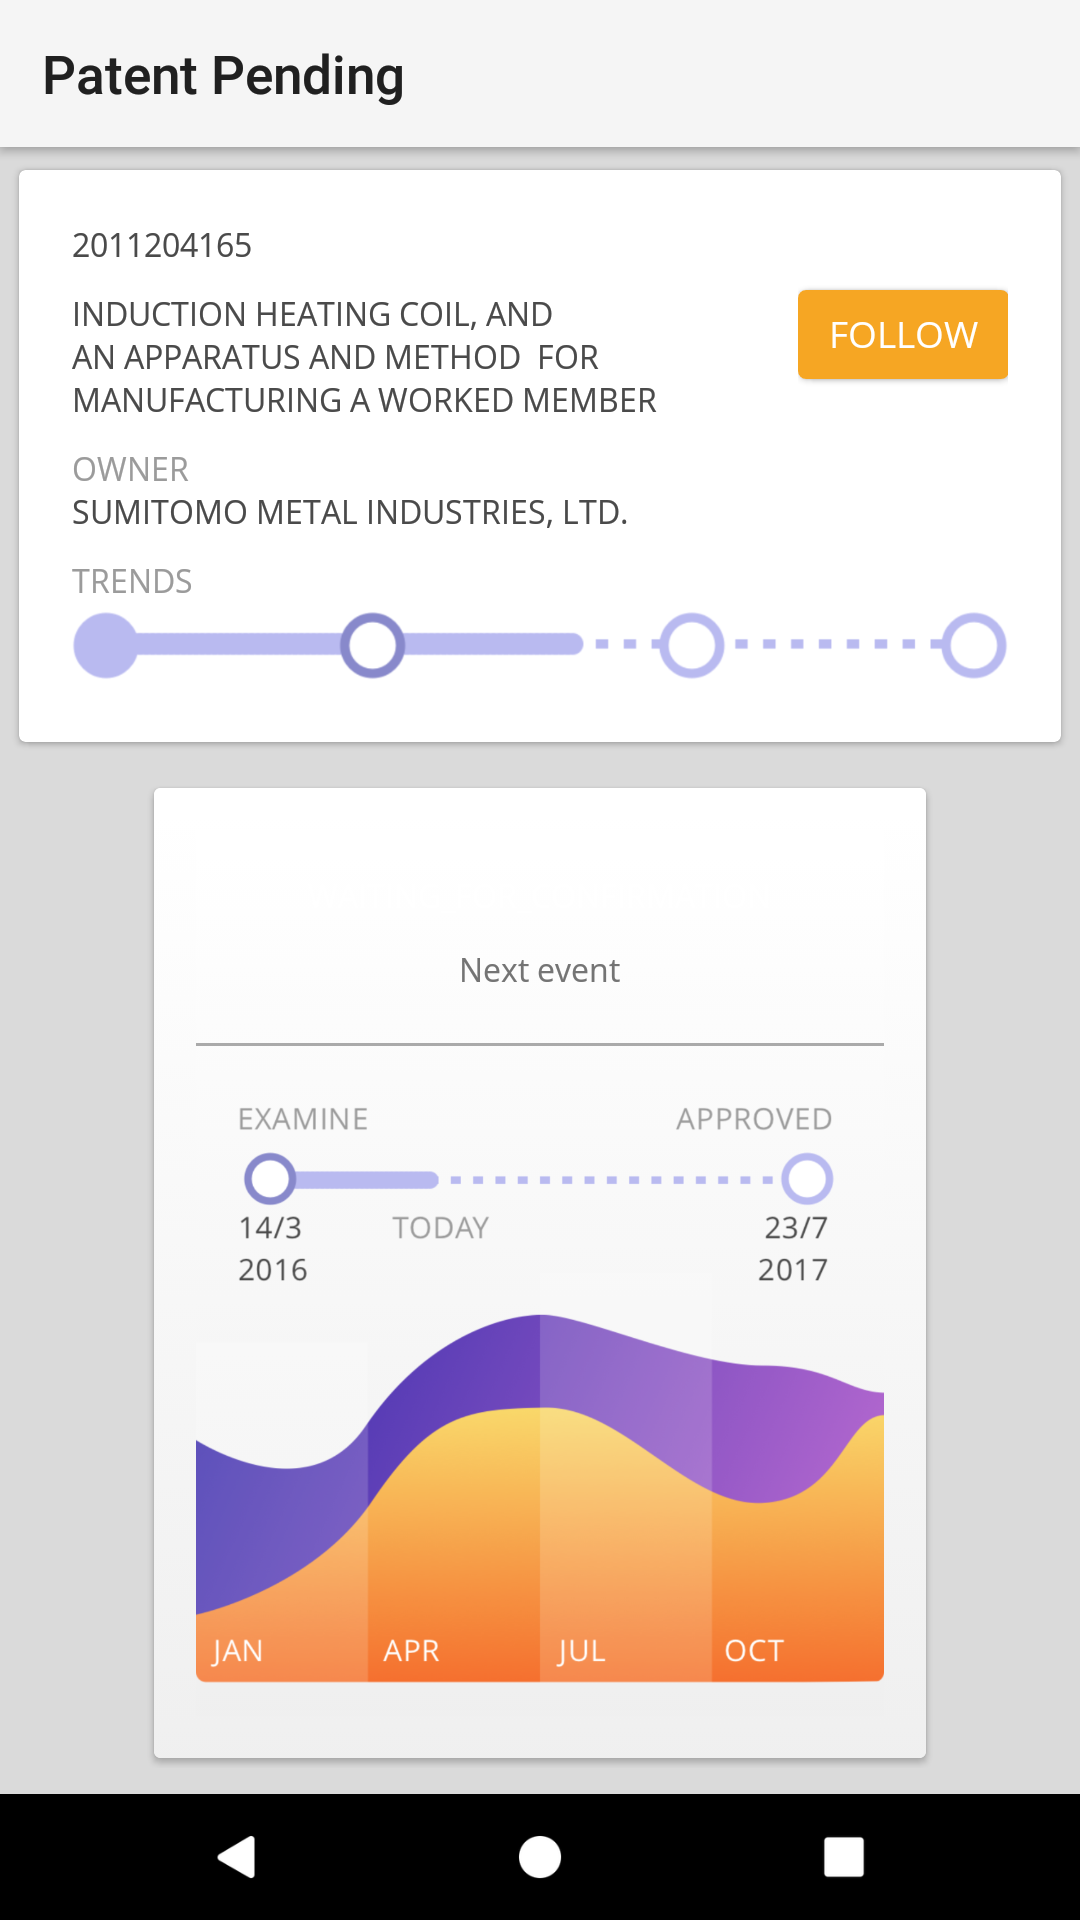 Patent Pending
2011204165
INDUCTION HEATING COIL, AND
AN APPARATUS AND METHOD  FOR
MANUFACTURING A WORKED MEMBER
FOLLOW
OWNER
SUMITOMO METAL INDUSTRIES, LTD.
TRENDS
Next event
EXAMINE APPROVED
14/3 TODAY 23/7
2016 2017
JAN APR JUL OCT